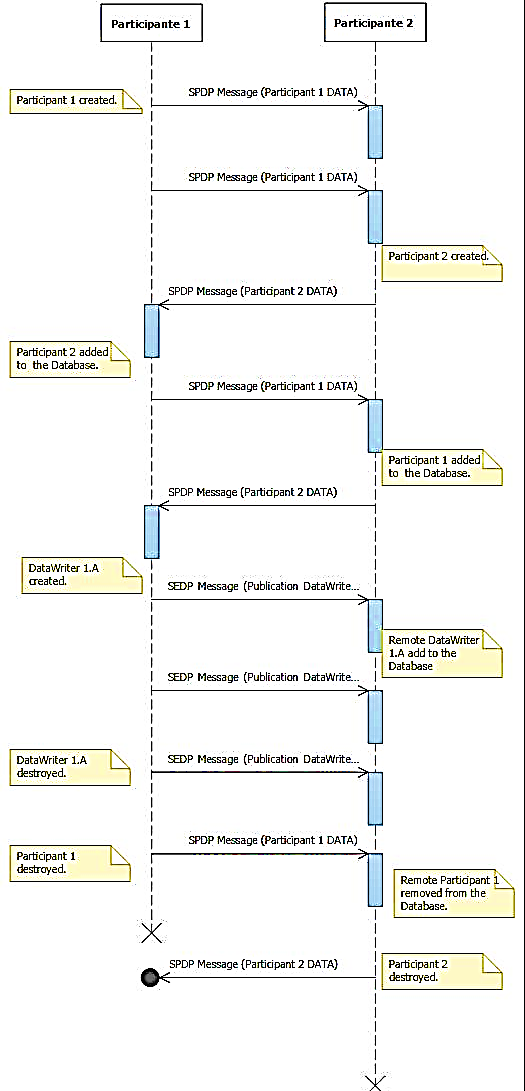 Participante 1
Participante 2
SPDP Message (Participant 1 DATA)
Participant 1 created.
SPDP Message (Participant 1 DATA)
Participant 2 created.
SPDP Message (Participant 2 DATA)
Participant 2 added
to the Database.
SPDP Message (Participant 1 DATA)
Participant 1 added
to the Database.
SPDP Message (Participant 2 DATA)
DataWriter 1.A
created.
SEDP Message (Publication DataWrite...
Remote DataWriter
1.A add to the
Database
SEDP Message (Publication DataWrite...
DataWriter 1.A
destroyed.
SEDP Message (Publication DataWrite...
SPDP Message (Participant 1 DATA)
Participant 1
destroyed.
Remote Participant 1
removed from the
Database.
SPDP Message (Participant 2 DATA)
Participant 2
destroyed.